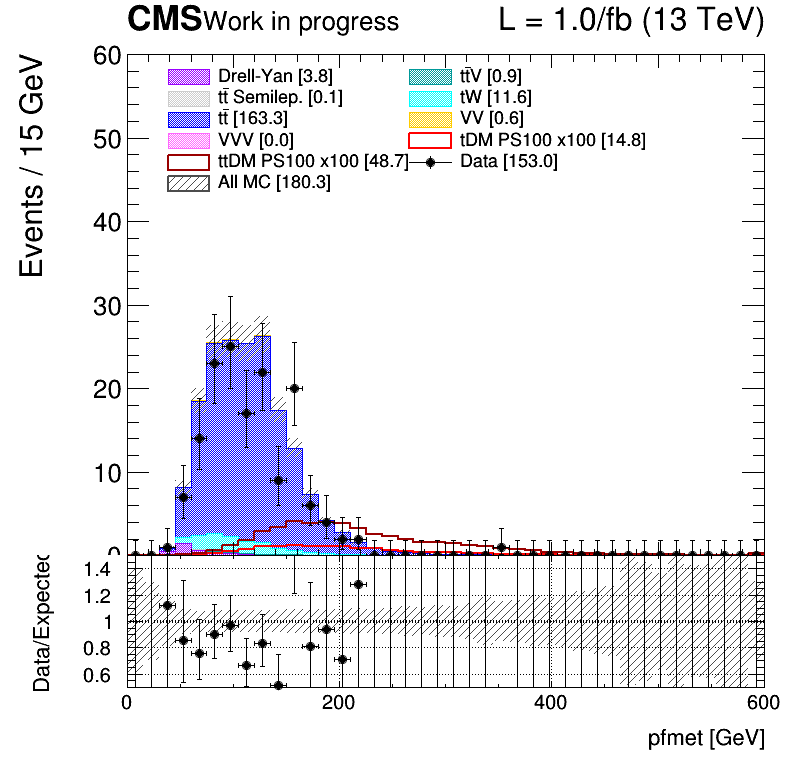 CMS Work in progress L = 1.0/fb (13 TeV)
Events / 15 GeV
60
50
40
30
20
10
0
Drell-Yan [3.8] tt̄V [0.9]
tt̄ Semilep. [0.1] tW [11.6]
tt̄ [163.3] VV [0.6]
VVV [0.0] tDM PS100 x100 [14.8]
ttDM PS100 x100 [48.7] Data [153.0]
All MC [180.3]
Data/Expected
1.4
1.2
1
0.8
0.6
0 200 400 600
pfmet [GeV]